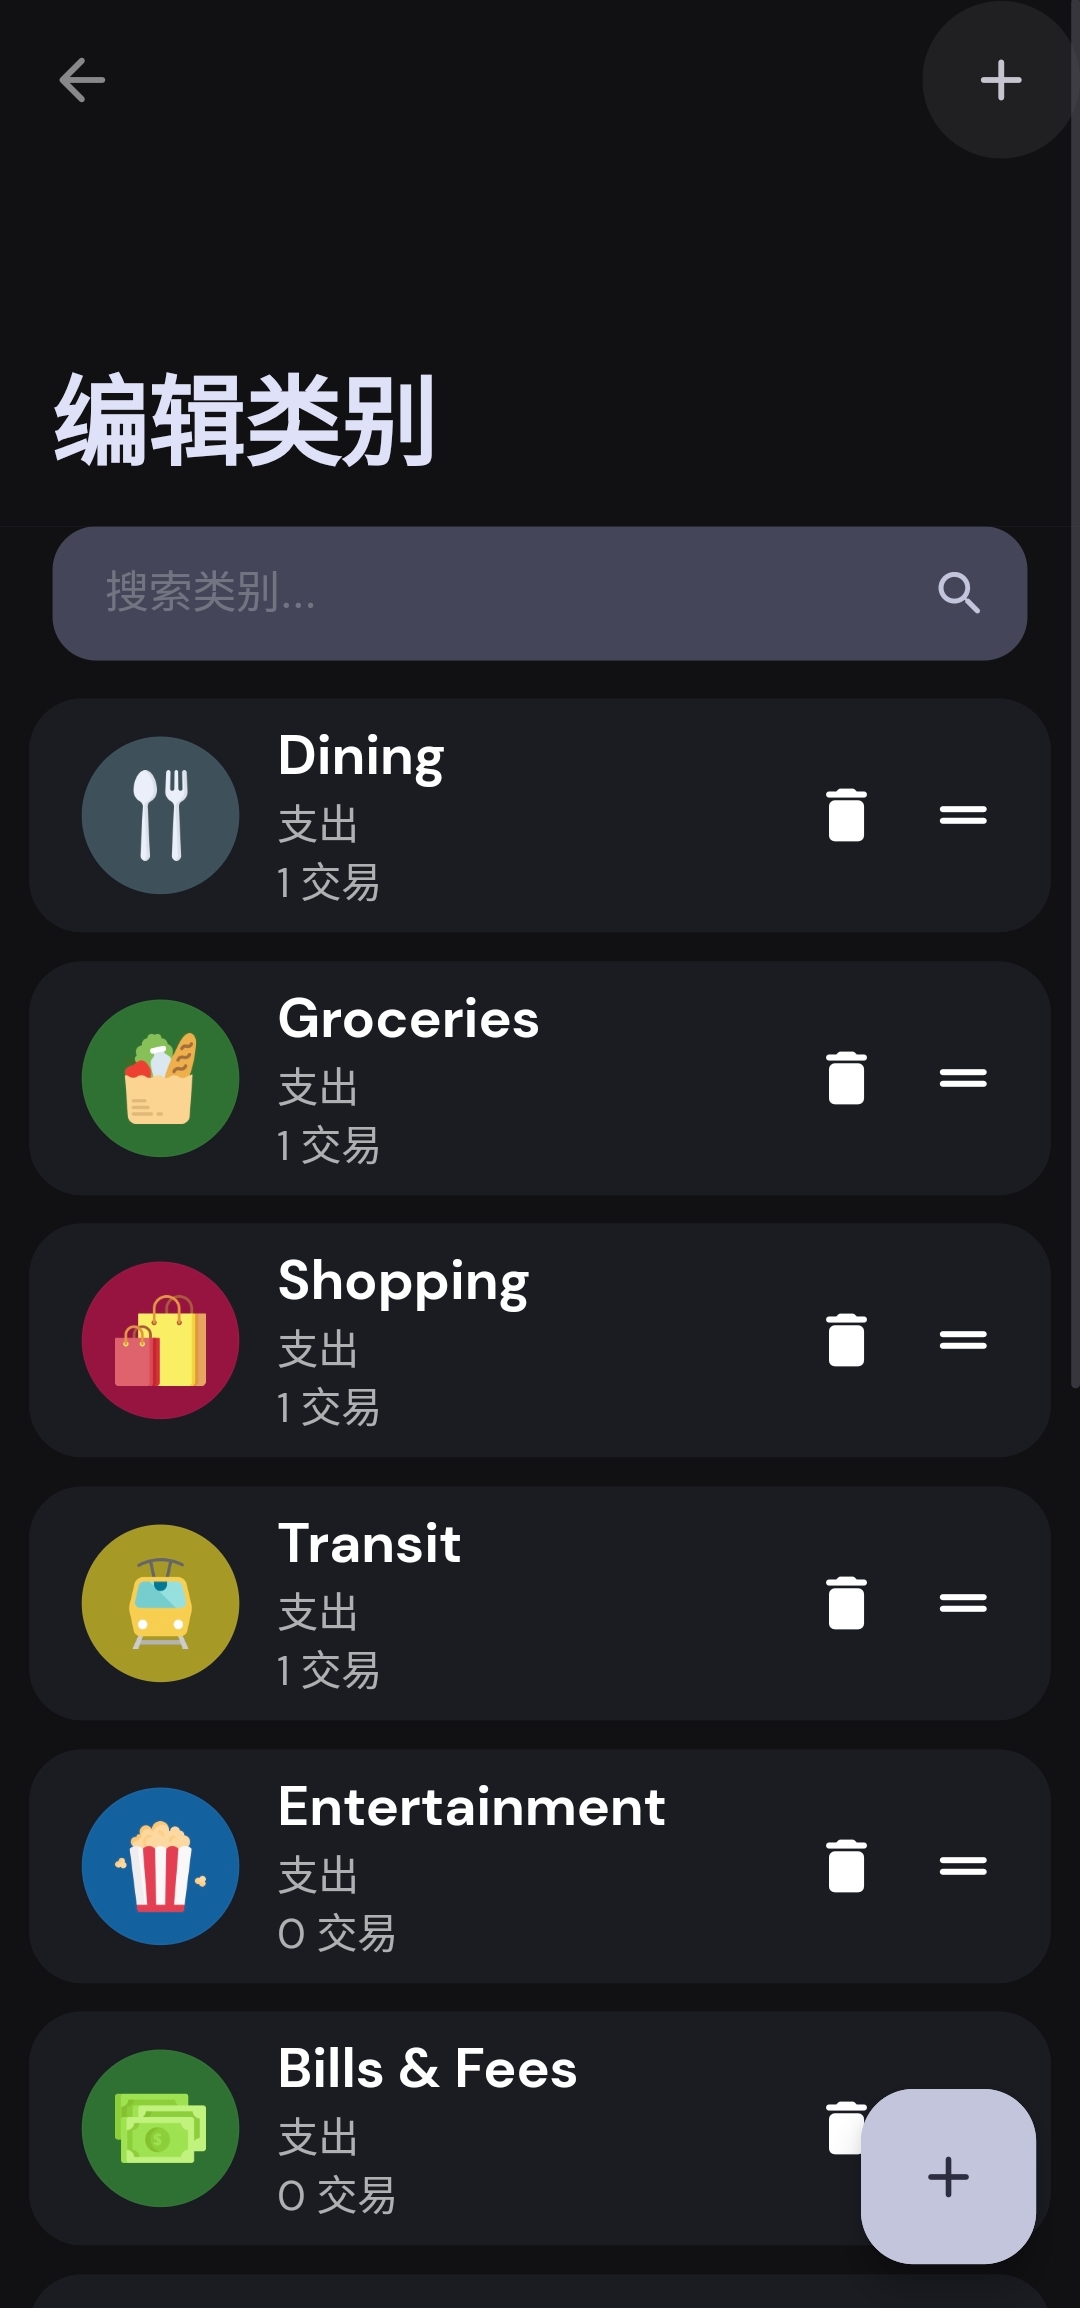 编辑类别
搜索类别...
Dining
支出
1 交易
Groceries
支出
1 交易
Shopping
支出
1 交易
Transit
支出
1 交易
Entertainment
支出
0 交易
Bills & Fees
支出
0 交易